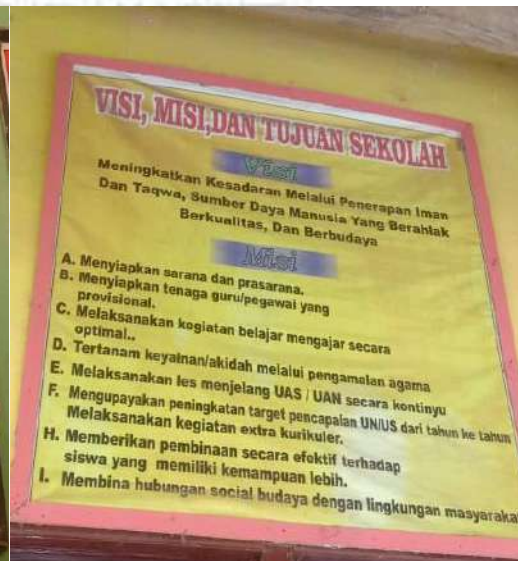 VISI, MISI,DAN TUJUAN SEKOLAH
Visi
Meningkatkan Kesadaran Melalui Penerapan Iman
Dan Taqwa, Sumber Daya Manusia Yang Berahlak
Berkualitas, Dan Berbudaya
Misi
A. Menyiapkan sarana dan prasarana.
B. Menyiapkan tenaga guru/pegawai yang
provisional.
C. Melaksanakan kegiatan belajar mengajar secara
optimal..
D. Tertanam keyainan/akidah melalui pengamalan agama
E. Melaksanakan les menjelang UAS / UAN secara kontinyu
F. Mengupayakan peningkatan target pencapaian UN/US dari tahun ke tahun
Melaksanakan kegiatan extra kurikuler.
H. Memberikan pembinaan secara efektif terhadap
siswa yang memiliki kemampuan lebih.
I. Membina hubungan social budaya dengan lingkungan masyaraka